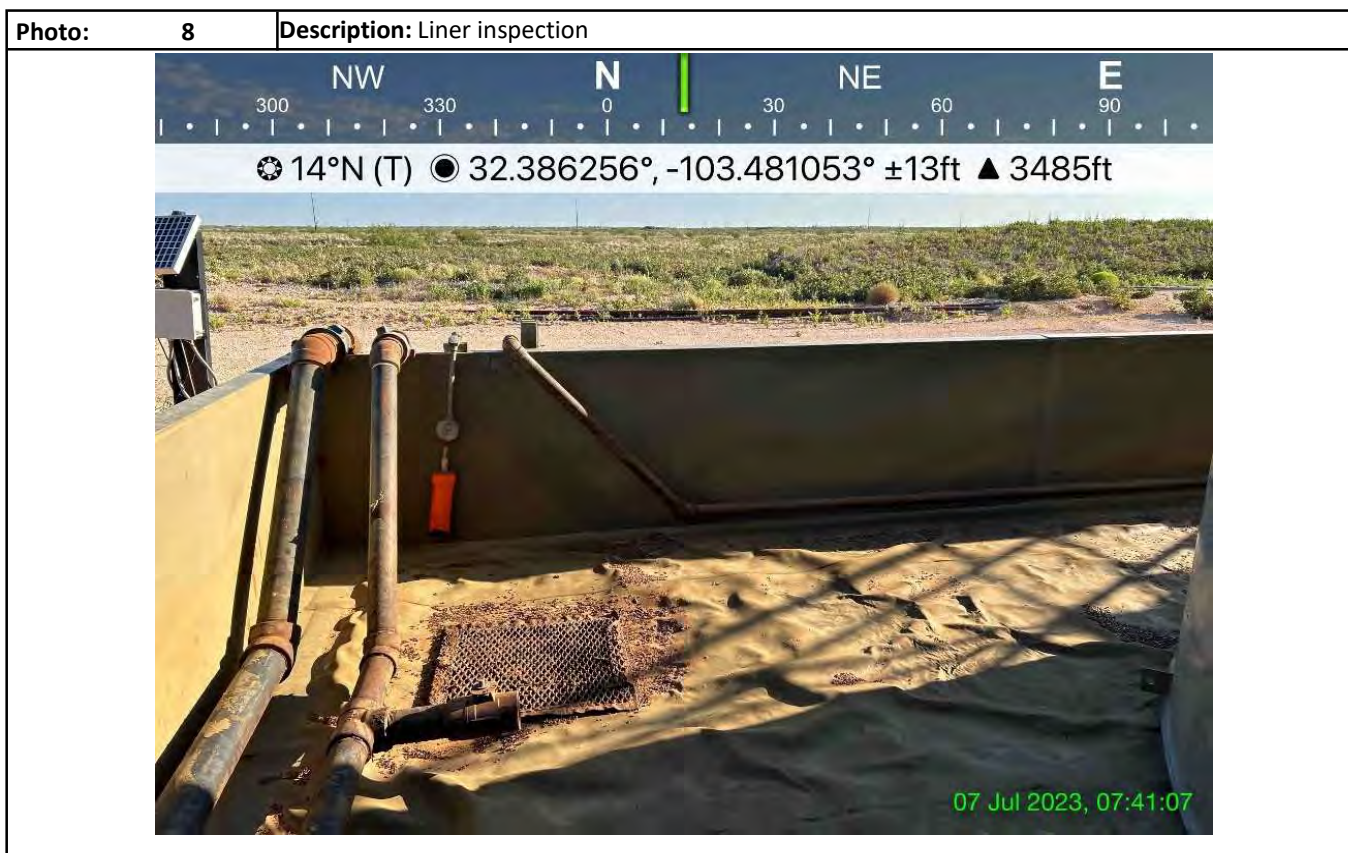 Photo: 8 Description: Liner inspection
NW N NE E
300 330 0 30 60 90
14°N (T) 32.386256°, -103.481053° ±13ft ▲ 3485ft
07 Jul 2023, 07:41:07